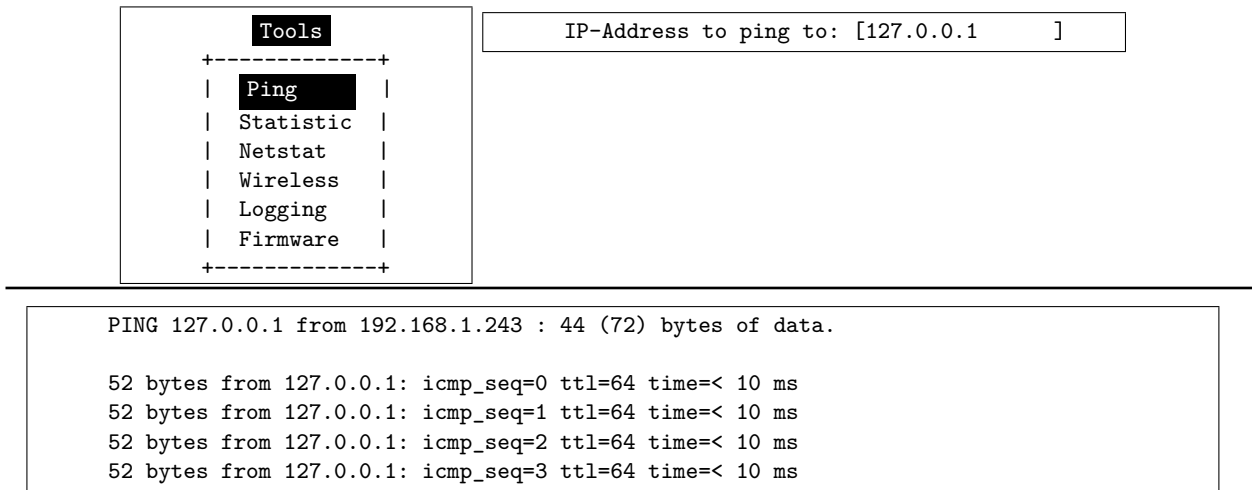 Tools
+-------------+
| Ping |
| Statistic |
| Netstat |
| Wireless |
| Logging |
| Firmware |
+-------------+
IP-Address to ping to: [127.0.0.1      ]
PING 127.0.0.1 from 192.168.1.243 : 44 (72) bytes of data.
52 bytes from 127.0.0.1: icmp_seq=0 ttl=64 time=< 10 ms
52 bytes from 127.0.0.1: icmp_seq=1 ttl=64 time=< 10 ms
52 bytes from 127.0.0.1: icmp_seq=2 ttl=64 time=< 10 ms
52 bytes from 127.0.0.1: icmp_seq=3 ttl=64 time=< 10 ms